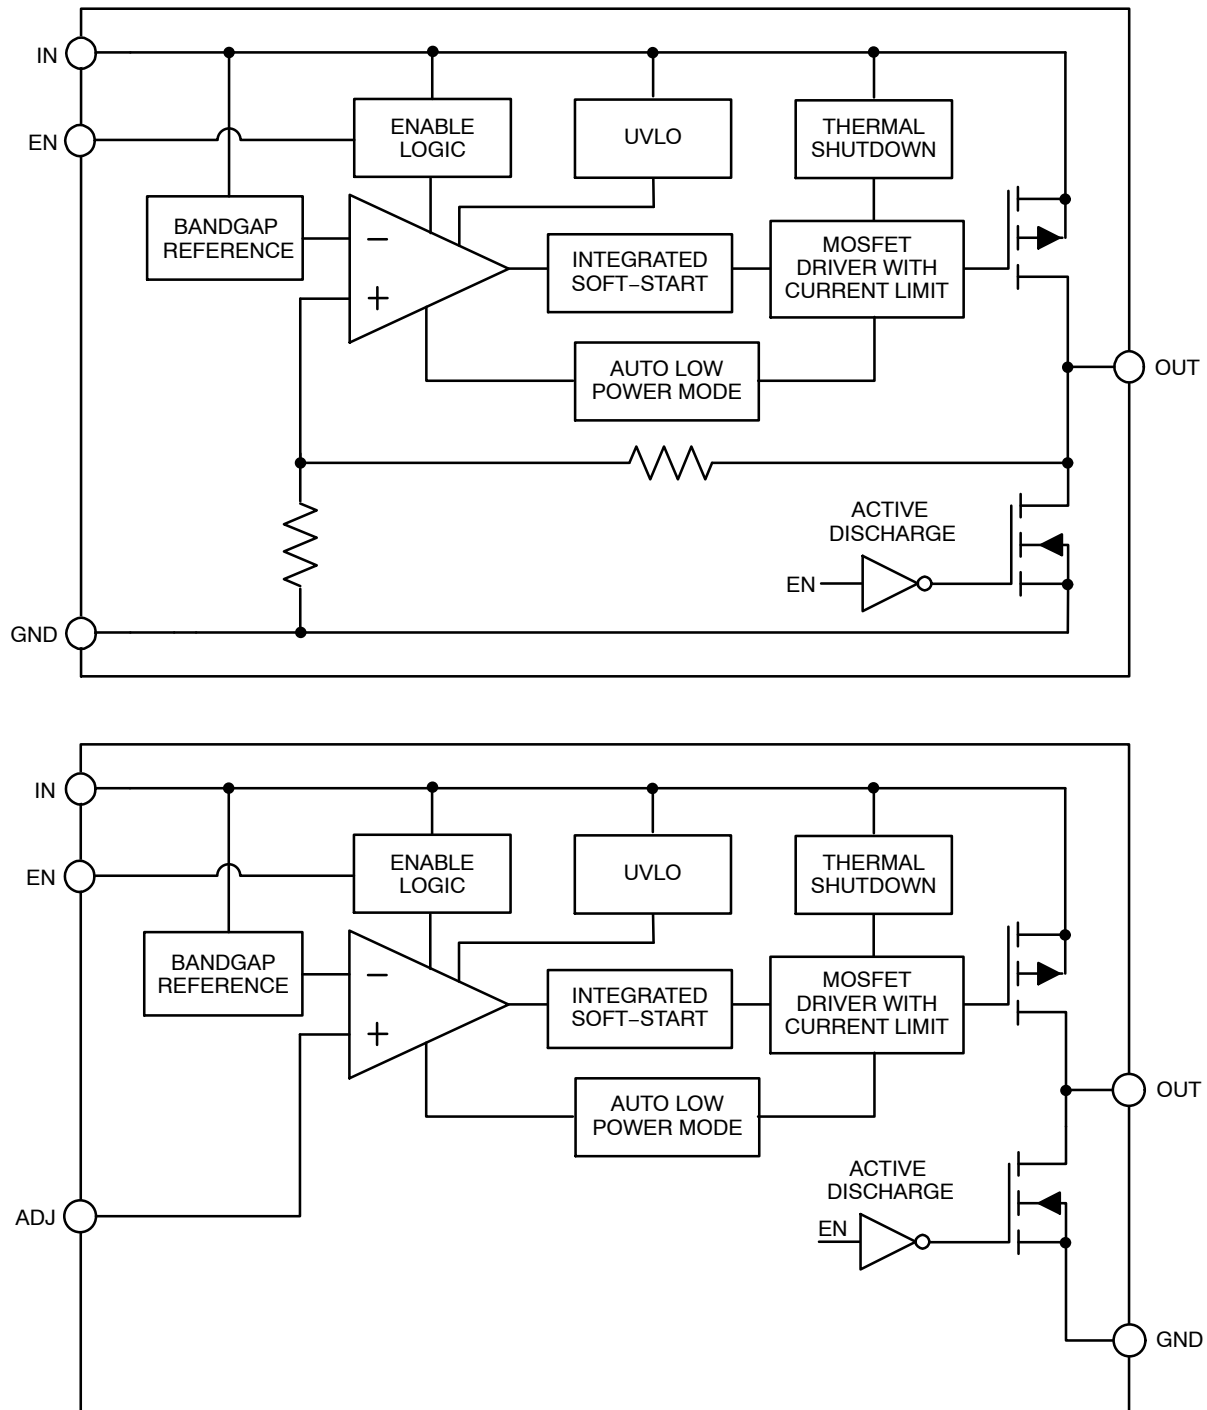 IN
EN
ENABLE
LOGIC
UVLO
THERMAL
SHUTDOWN
BANDGAP
REFERENCE
−
+
INTEGRATED
SOFT−START
MOSFET
DRIVER WITH
CURRENT LIMIT
AUTO LOW
POWER MODE
OUT
ACTIVE
DISCHARGE
EN
GND
IN
EN
ENABLE
LOGIC
UVLO
THERMAL
SHUTDOWN
BANDGAP
REFERENCE
−
+
INTEGRATED
SOFT−START
MOSFET
DRIVER WITH
CURRENT LIMIT
AUTO LOW
POWER MODE
OUT
ACTIVE
DISCHARGE
ADJ
EN
GND